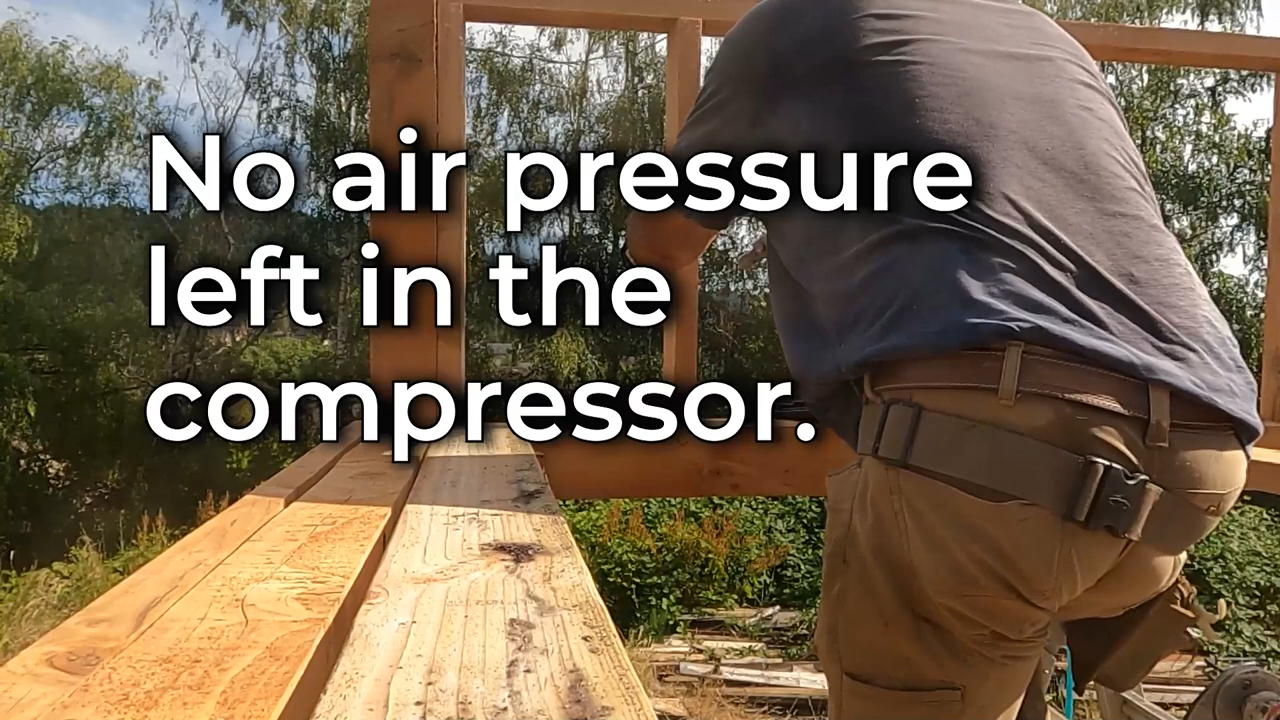 No air pressure
left in the
compressor.